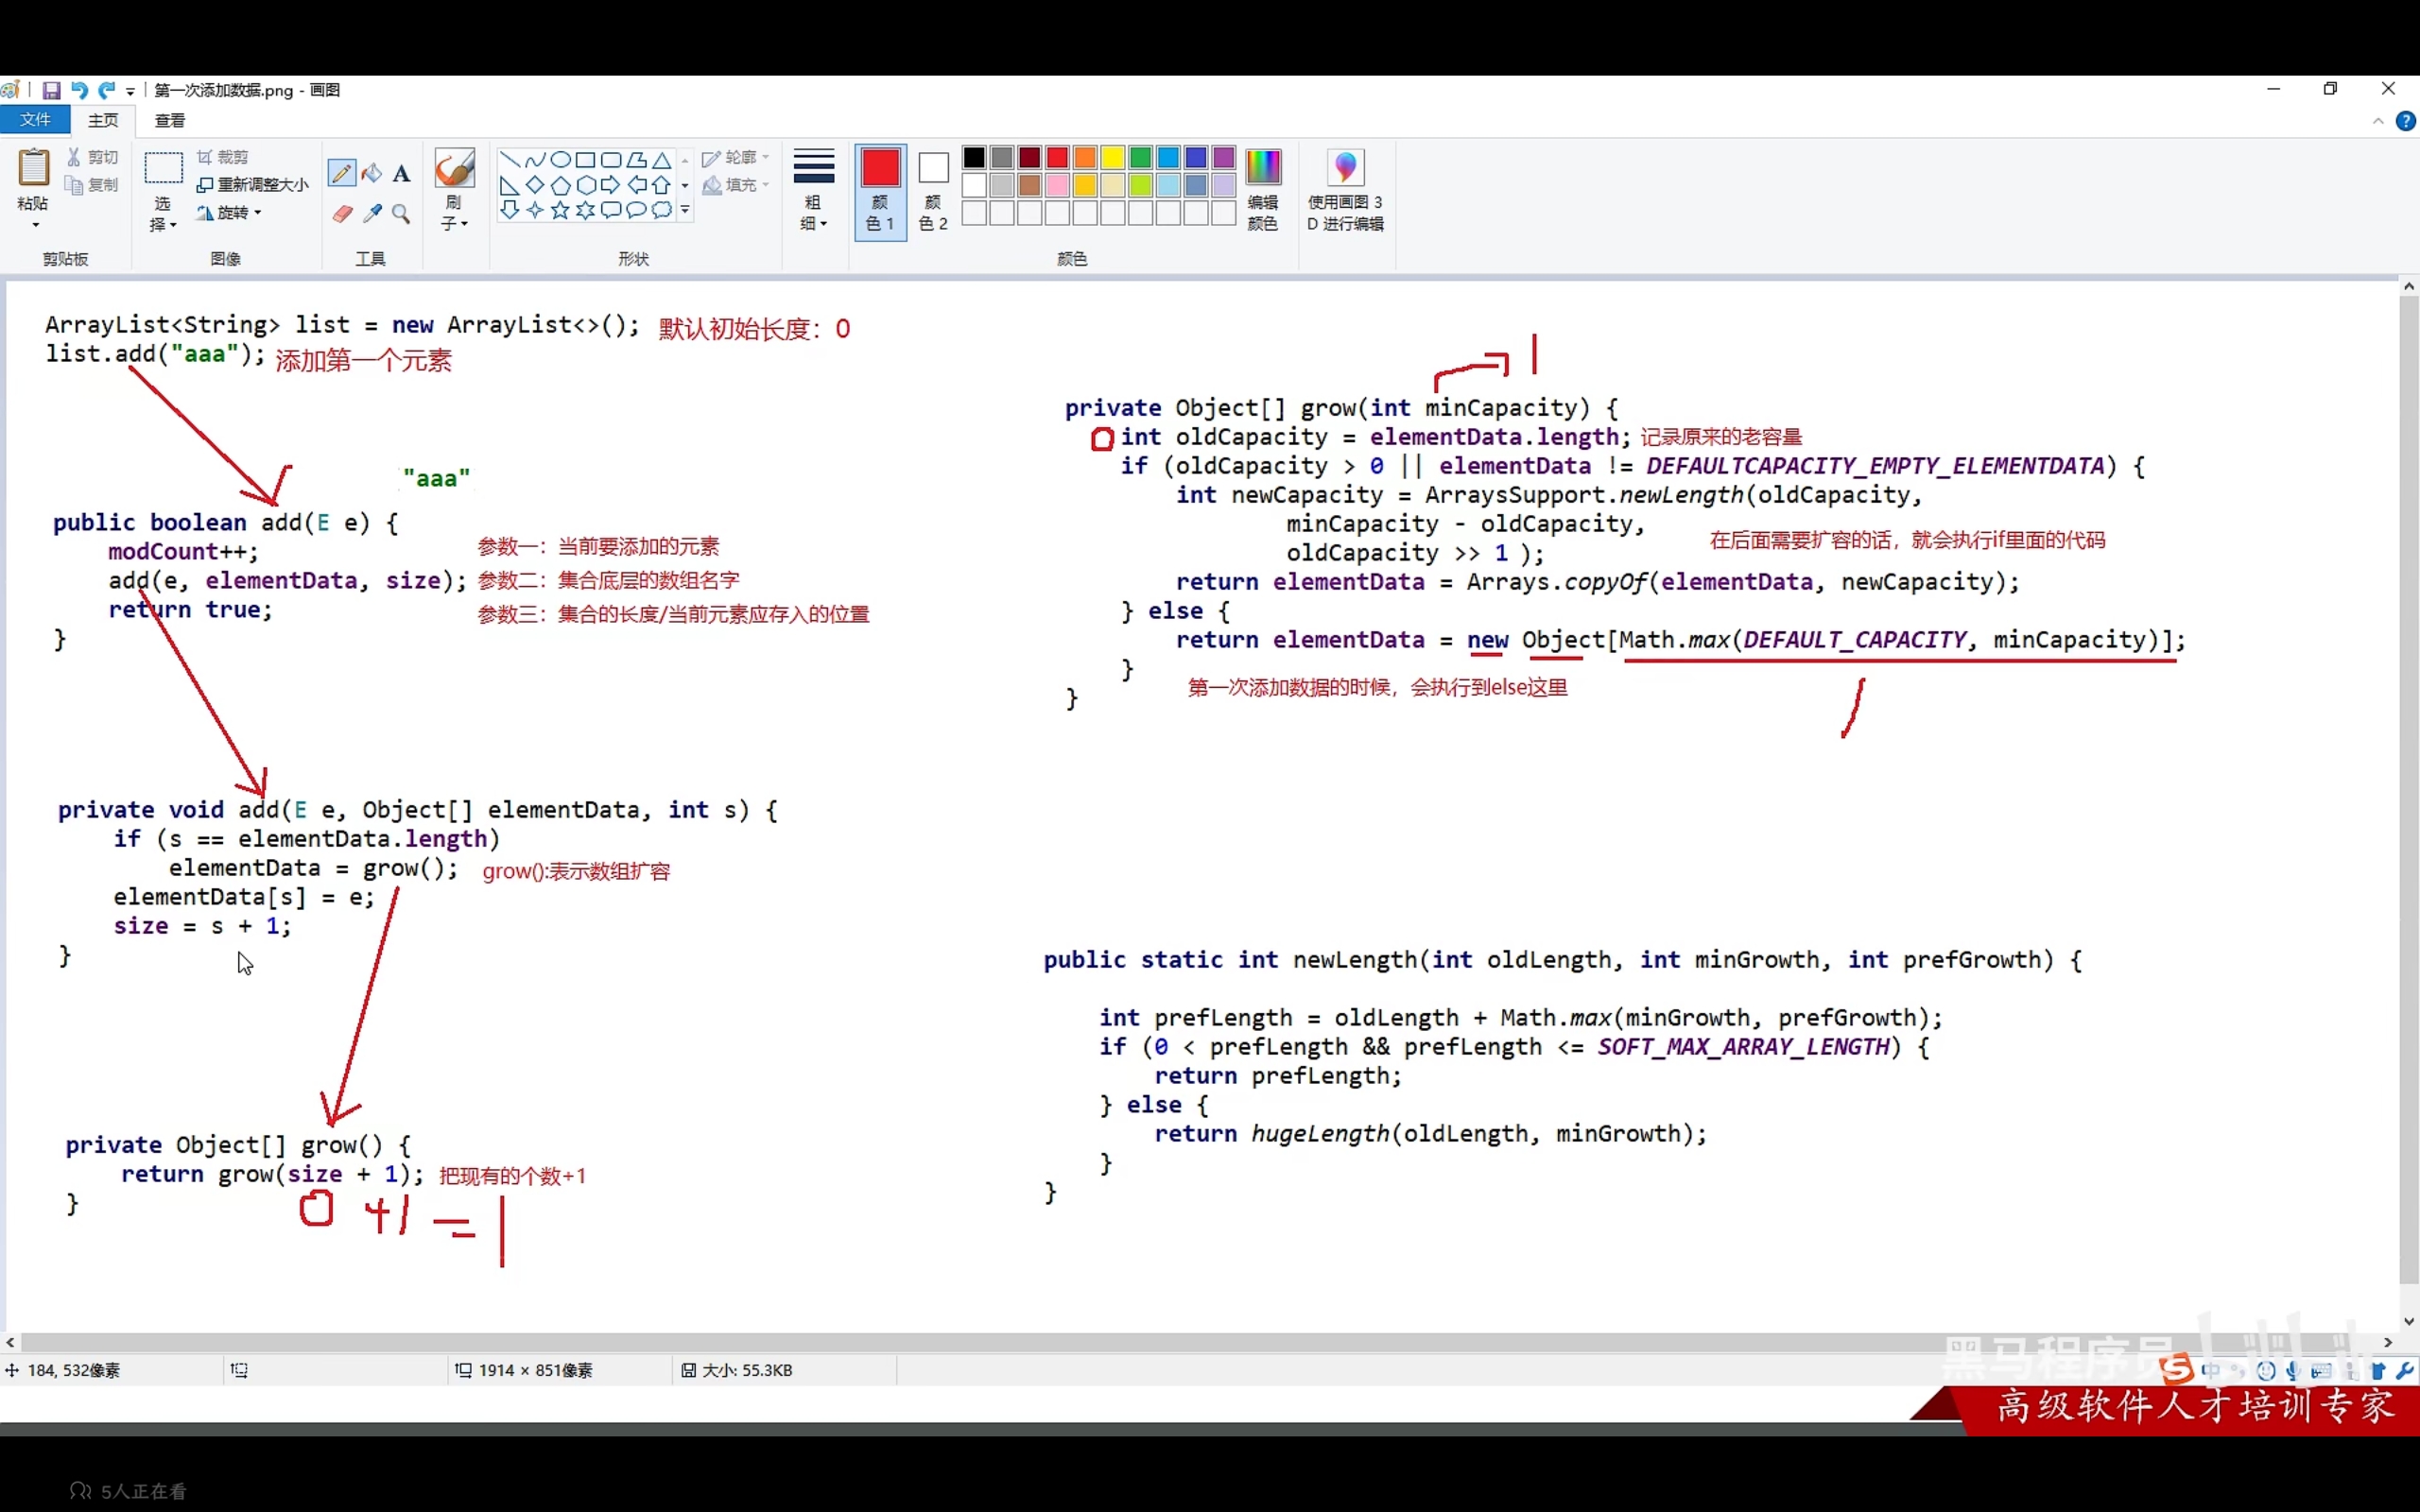 第一次添加数据.png - 画图
文件 主页 查看
粘贴 剪切 复制 剪贴板
选择 裁剪 重新调整大小 旋转 图像
工具
刷子
轮廓 填充 形状
粗细
颜色 1 颜色 2 编辑颜色 颜色
使用画图 3D 进行编辑
ArrayList<String> list = new ArrayList<>(); 默认初始长度：0
list.add("aaa"); 添加第一个元素
"aaa"
public boolean add(E e) {
modCount++; 参数一：当前要添加的元素
add(e, elementData, size); 参数二：集合底层的数组名字
return true; 参数三：集合的长度/当前元素应存入的位置
}
private void add(E e, Object[] elementData, int s) {
if (s == elementData.length)
elementData = grow(); grow():表示数组扩容
elementData[s] = e;
size = s + 1;
}
private Object[] grow() {
return grow(size + 1); 把现有的个数+1
}
0 +1 = 1
1
private Object[] grow(int minCapacity) {
0 int oldCapacity = elementData.length; 记录原来的老容量
if (oldCapacity > 0 || elementData != DEFAULTCAPACITY_EMPTY_ELEMENTDATA) {
int newCapacity = ArraysSupport.newLength(oldCapacity,
minCapacity - oldCapacity,
oldCapacity >> 1 );
在后面需要扩容的话，就会执行if里面的代码
return elementData = Arrays.copyOf(elementData, newCapacity);
} else {
return elementData = new Object[Math.max(DEFAULT_CAPACITY, minCapacity)];
}
第一次添加数据的时候，会执行到else这里
}
public static int newLength(int oldLength, int minGrowth, int prefGrowth) {
int prefLength = oldLength + Math.max(minGrowth, prefGrowth);
if (0 < prefLength && prefLength <= SOFT_MAX_ARRAY_LENGTH) {
return prefLength;
} else {
return hugeLength(oldLength, minGrowth);
}
}
184, 532像素 1914 × 851像素 大小: 55.3KB
黑马程序员
高级软件人才培训专家
5人正在看